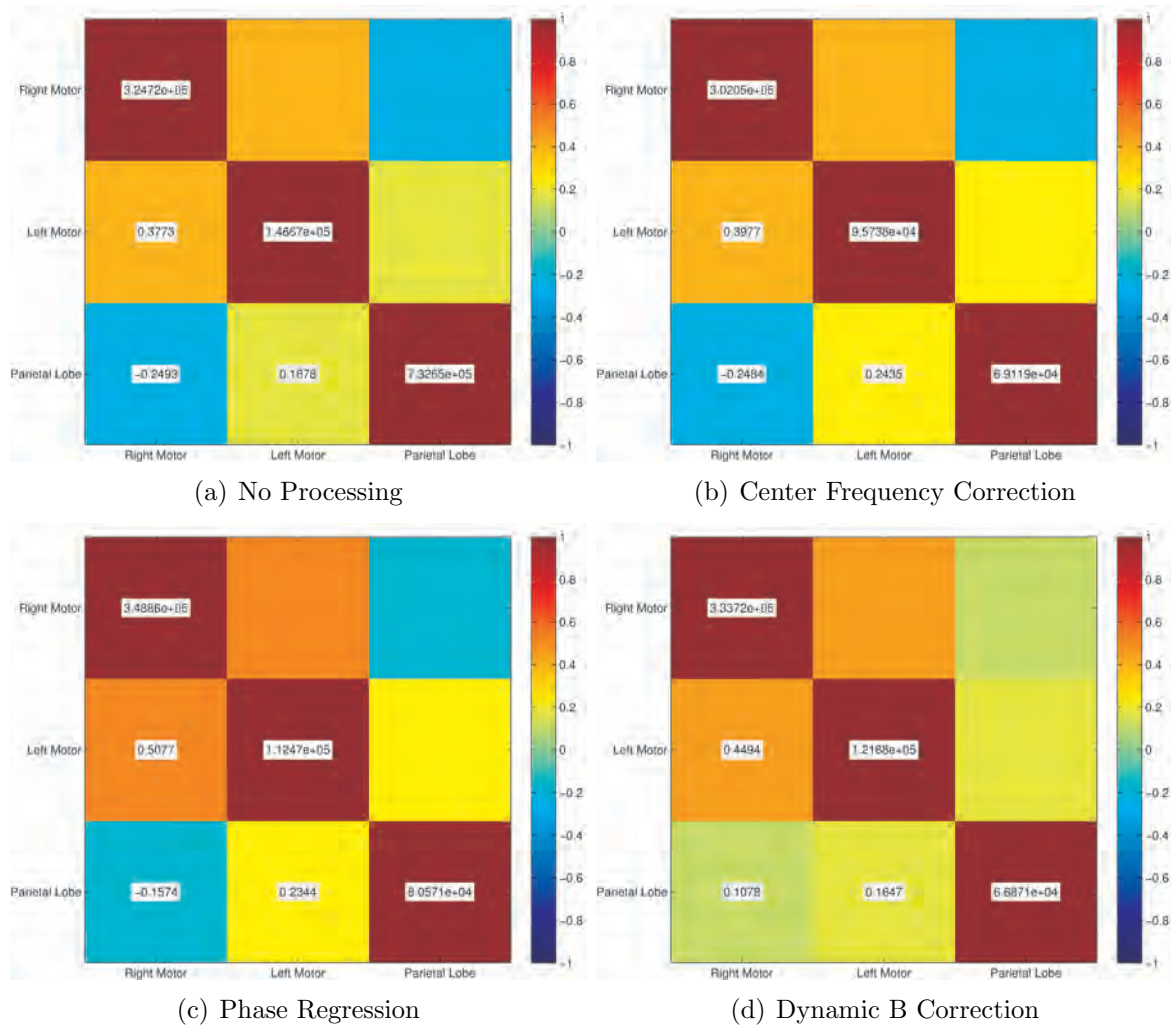 Right Motor
Left Motor
Parietal Lobe
3.2472e+05
0.3773
1.4667e+05
-0.2493
0.1678
7.3265e+05
Right Motor
Left Motor
Parietal Lobe
1
0.8
0.6
0.4
0.2
0
-0.2
-0.4
-0.6
-0.8
-1
(a) No Processing
Right Motor
Left Motor
Parietal Lobe
3.0205e+05
0.3977
9.5738e+04
-0.2484
0.2435
6.9119e+04
Right Motor
Left Motor
Parietal Lobe
1
0.8
0.6
0.4
0.2
0
-0.2
-0.4
-0.6
-0.8
-1
(b) Center Frequency Correction
Right Motor
Left Motor
Parietal Lobe
3.4886e+05
0.5077
1.1247e+05
-0.1574
0.2344
8.0571e+04
Right Motor
Left Motor
Parietal Lobe
1
0.8
0.6
0.4
0.2
0
-0.2
-0.4
-0.6
-0.8
-1
(c) Phase Regression
Right Motor
Left Motor
Parietal Lobe
3.3372e+05
0.4494
1.2168e+05
0.1078
0.1647
6.6871e+04
Right Motor
Left Motor
Parietal Lobe
1
0.8
0.6
0.4
0.2
0
-0.2
-0.4
-0.6
-0.8
-1
(d) Dynamic B Correction